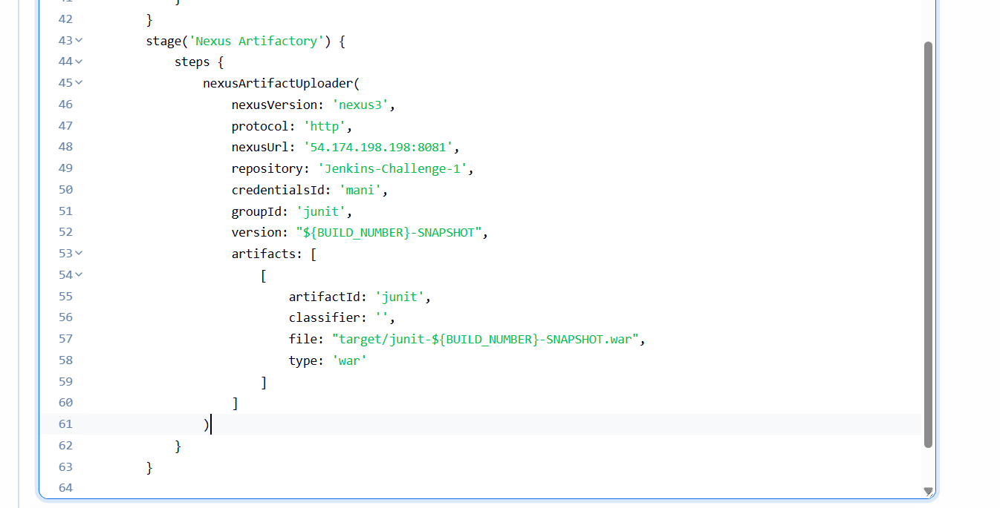 42        }
43        stage('Nexus Artifactory') {
44            steps {
45                nexusArtifactUploader(
46                    nexusVersion: 'nexus3',
47                    protocol: 'http',
48                    nexusUrl: '54.174.198.198:8081',
49                    repository: 'Jenkins-Challenge-1',
50                    credentialsId: 'mani',
51                    groupId: 'junit',
52                    version: "${BUILD_NUMBER}-SNAPSHOT",
53                    artifacts: [
54                        [
55                            artifactId: 'junit',
56                            classifier: '',
57                            file: "target/junit-${BUILD_NUMBER}-SNAPSHOT.war",
58                            type: 'war'
59                        ]
60                    ]
61                )
62            }
63        }
64